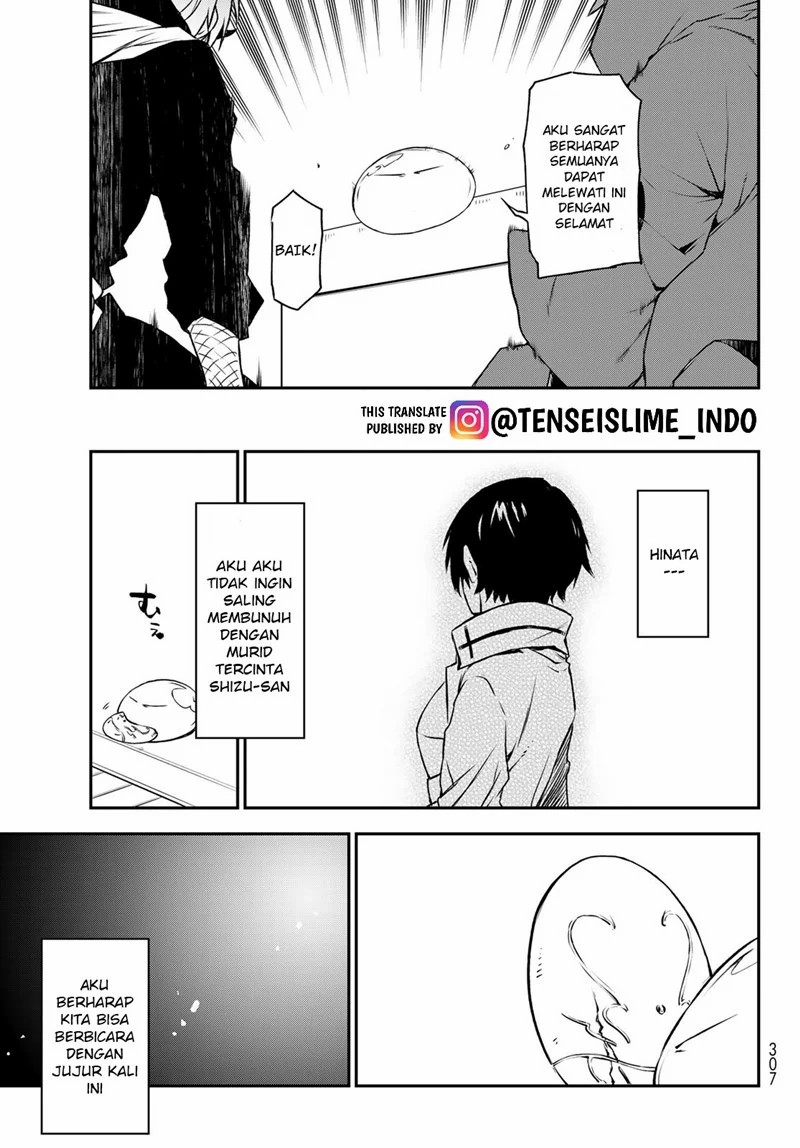 AKU SANGAT
BERHARAP
SEMUANYA
DAPAT
MELEWATI INI
DENGAN
SELAMAT
BAIK!
THIS TRANSLATE
PUBLISHED BY
@TENSEISLIME_INDO
HINATA
---
AKU AKU
TIDAK INGIN
SALING
MEMBUNUH
DENGAN
MURID
TERCINTA
SHIZU-SAN
むぅ。
AKU
BERHARAP
KITA BISA
BERBICARA
DENGAN
JUJUR KALI
INI
307